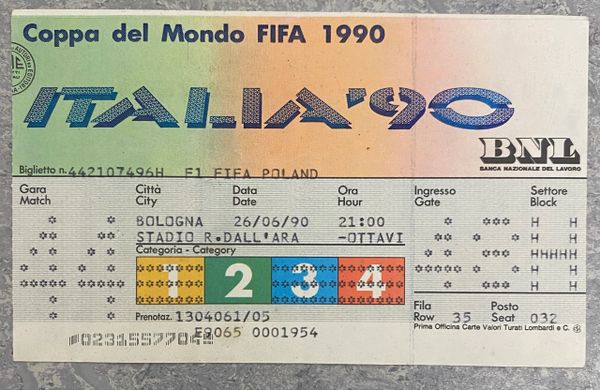 Coppa del Mondo FIFA 1990
ITALIA '90
BNL
BANCA NAZIONALE DEL LAVORO
Biglietto n. 442107496H F1 FIFA POLAND
Gara Match
Città City
Data Date
Ora Hour
Ingresso Gate
Settore Block
BOLOGNA 26/06/90 21:00
STADIO R.DALL'ARA -OTTAVI
Categoria - Category
1 2 3 4
Prenotaz. 1304061/05
E9065 0001954
Fila Row 35
Posto Seat 032
Prima Officina Carte Valori Turati Lombardi e C.